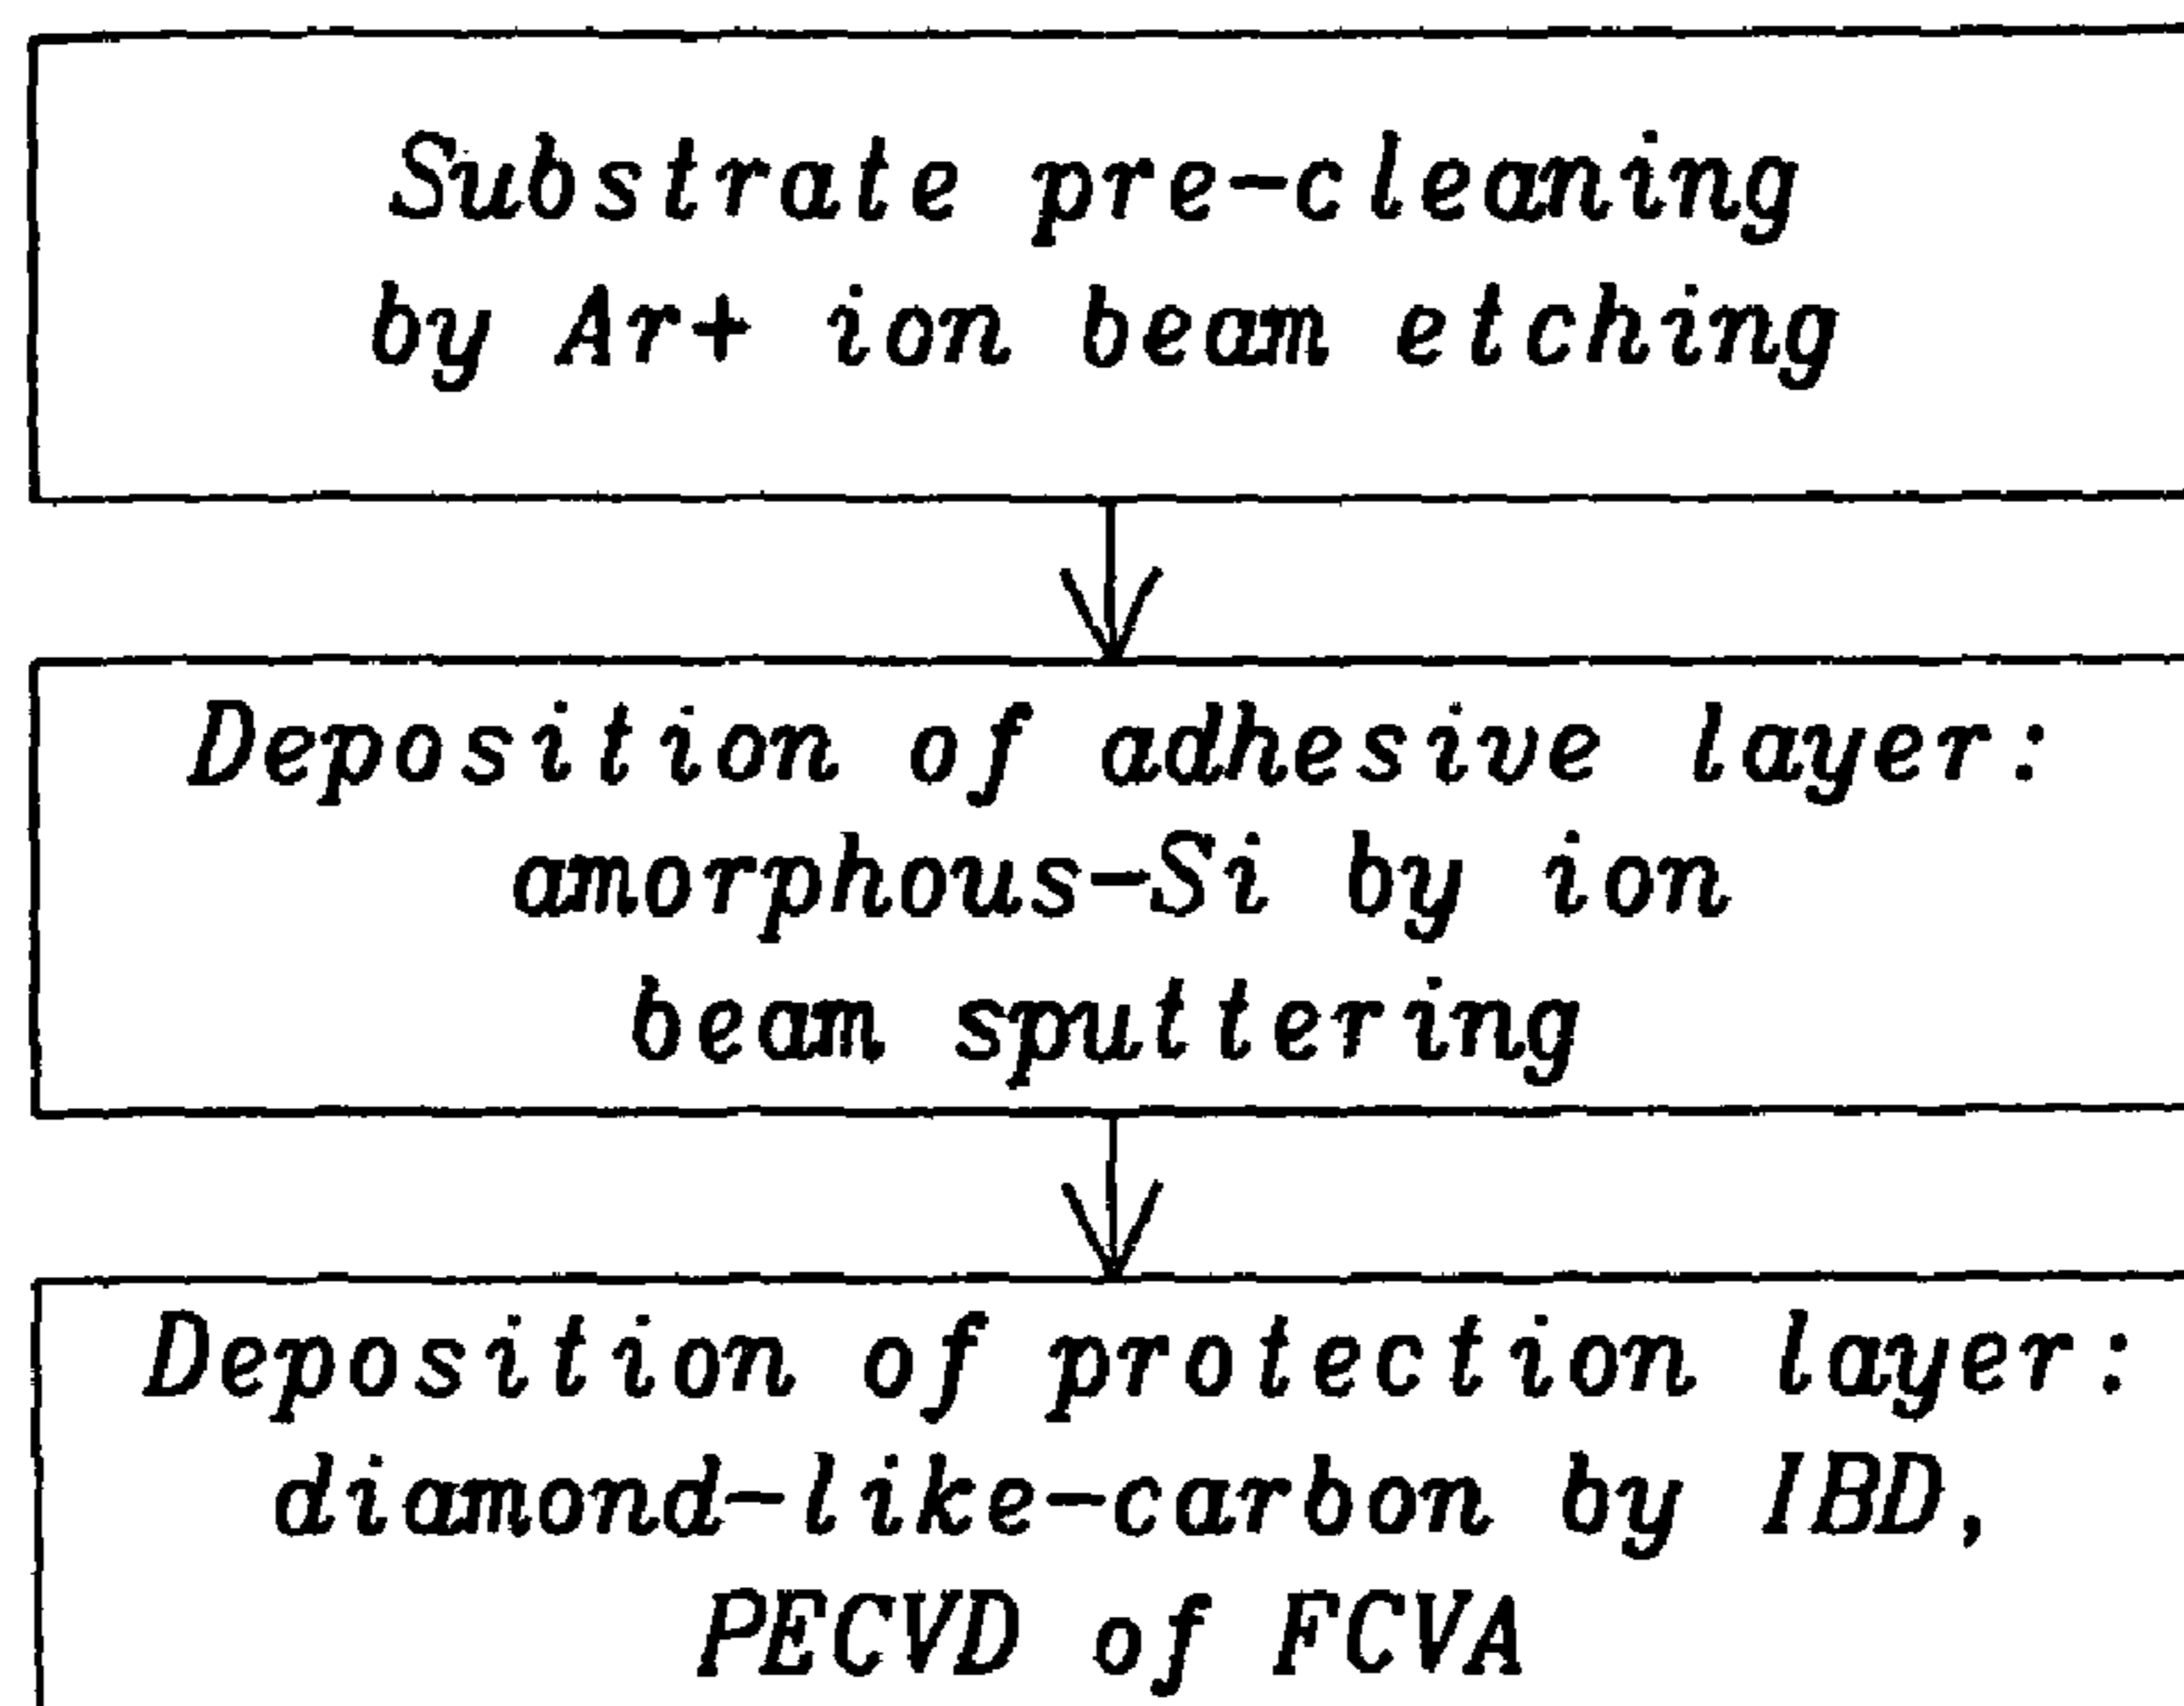 Substrate pre-cleaning
by Ar+ ion beam etching
Deposition of adhesive layer:
amorphous-Si by ion
beam sputtering
Deposition of protection layer:
diamond-like-carbon by IBD,
PECVD of FCVA